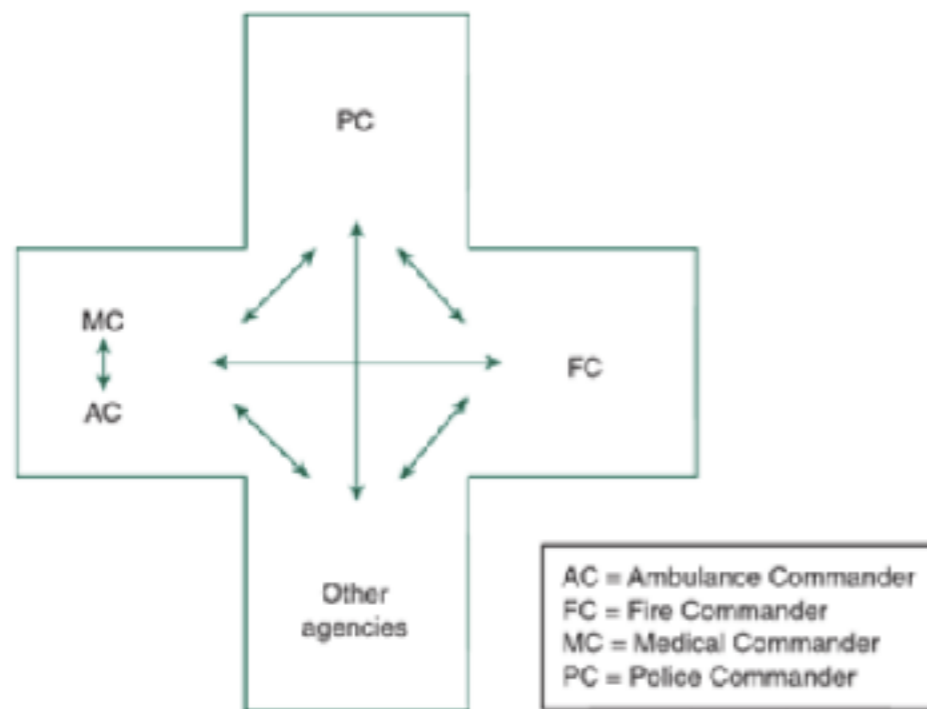 PC
MC
AC
FC
Other
agencies
AC = Ambulance Commander
FC = Fire Commander
MC = Medical Commander
PC = Police Commander